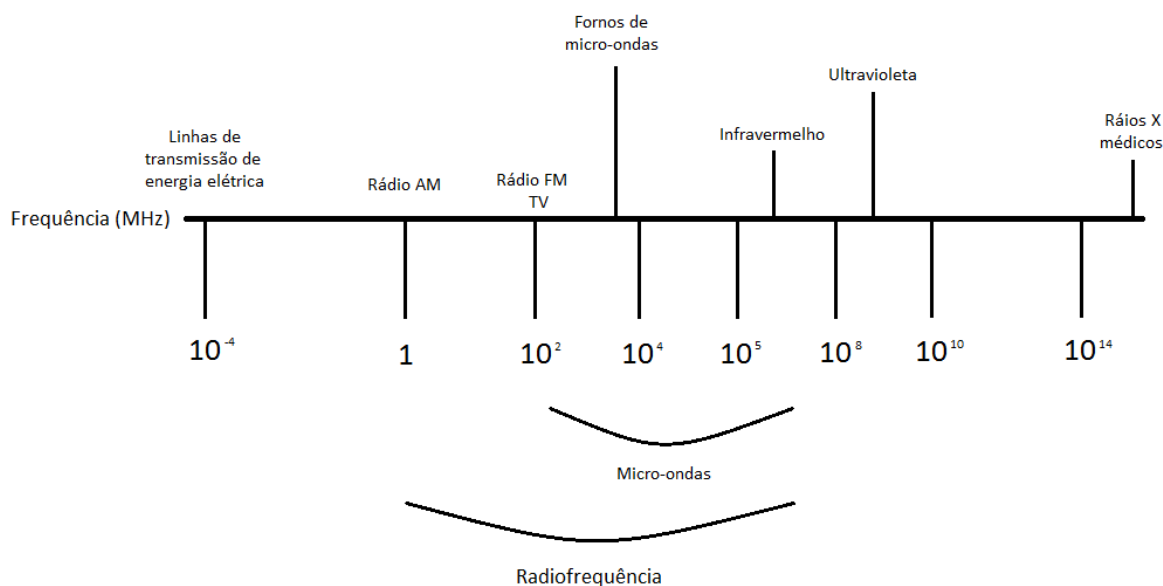 Fornos de
micro-ondas
Ultravioleta
Infravermelho
Ráios X
médicos
Linhas de
transmissão de
energia elétrica
Rádio AM
Rádio FM
TV
Frequência (MHz)
10⁻⁴
1
10²
10⁴
10⁵
10⁸
10¹⁰
10¹⁴
Micro-ondas
Radiofrequência